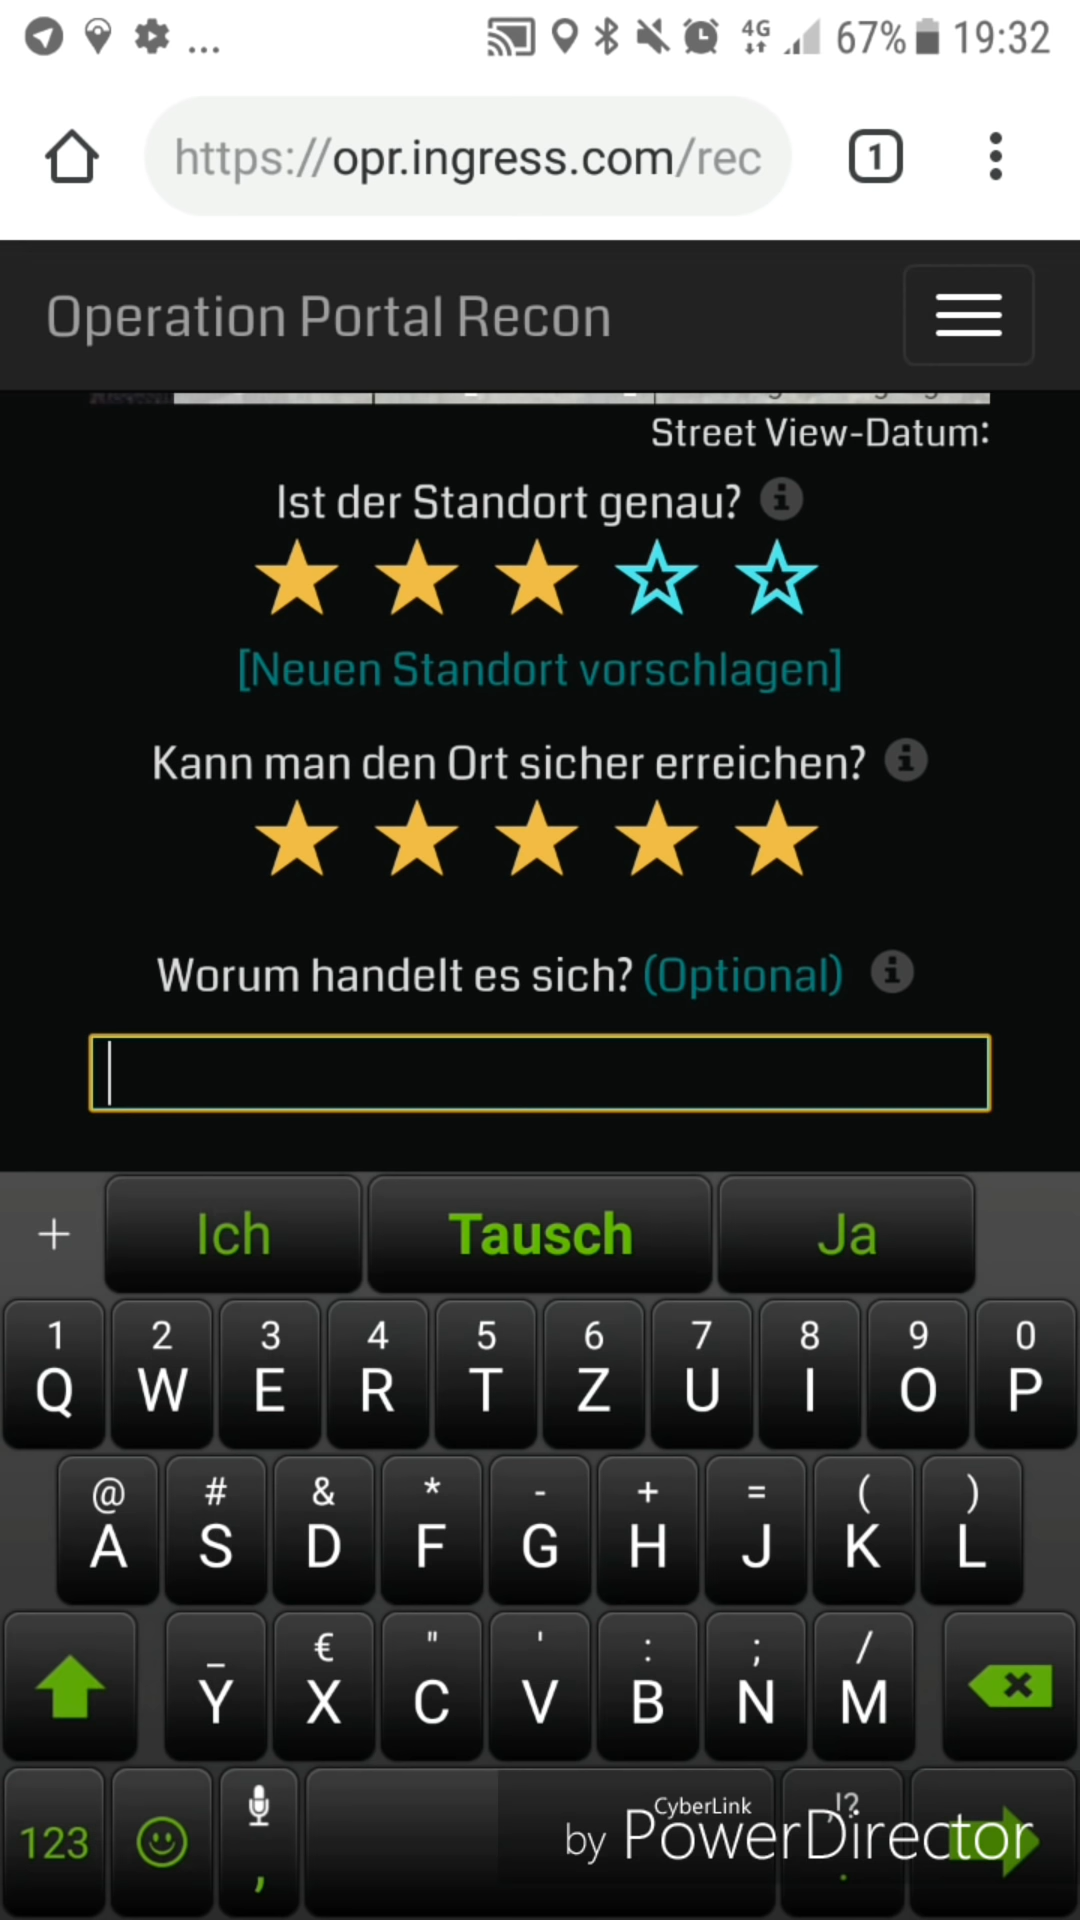 ... 4G 67% 19:32
https://opr.ingress.com/rec 1
Operation Portal Recon
Street View-Datum:
Ist der Standort genau?
[Neuen Standort vorschlagen]
Kann man den Ort sicher erreichen?
Worum handelt es sich? (Optional)
+ Ich Tausch Ja
1 2 3 4 5 6 7 8 9 0
Q W E R T Z U I O P
@ # & * - + = ( )
A S D F G H J K L
_ € " ' : ; /
Y X C V B N M
123 , !? .
CyberLink
by PowerDirector